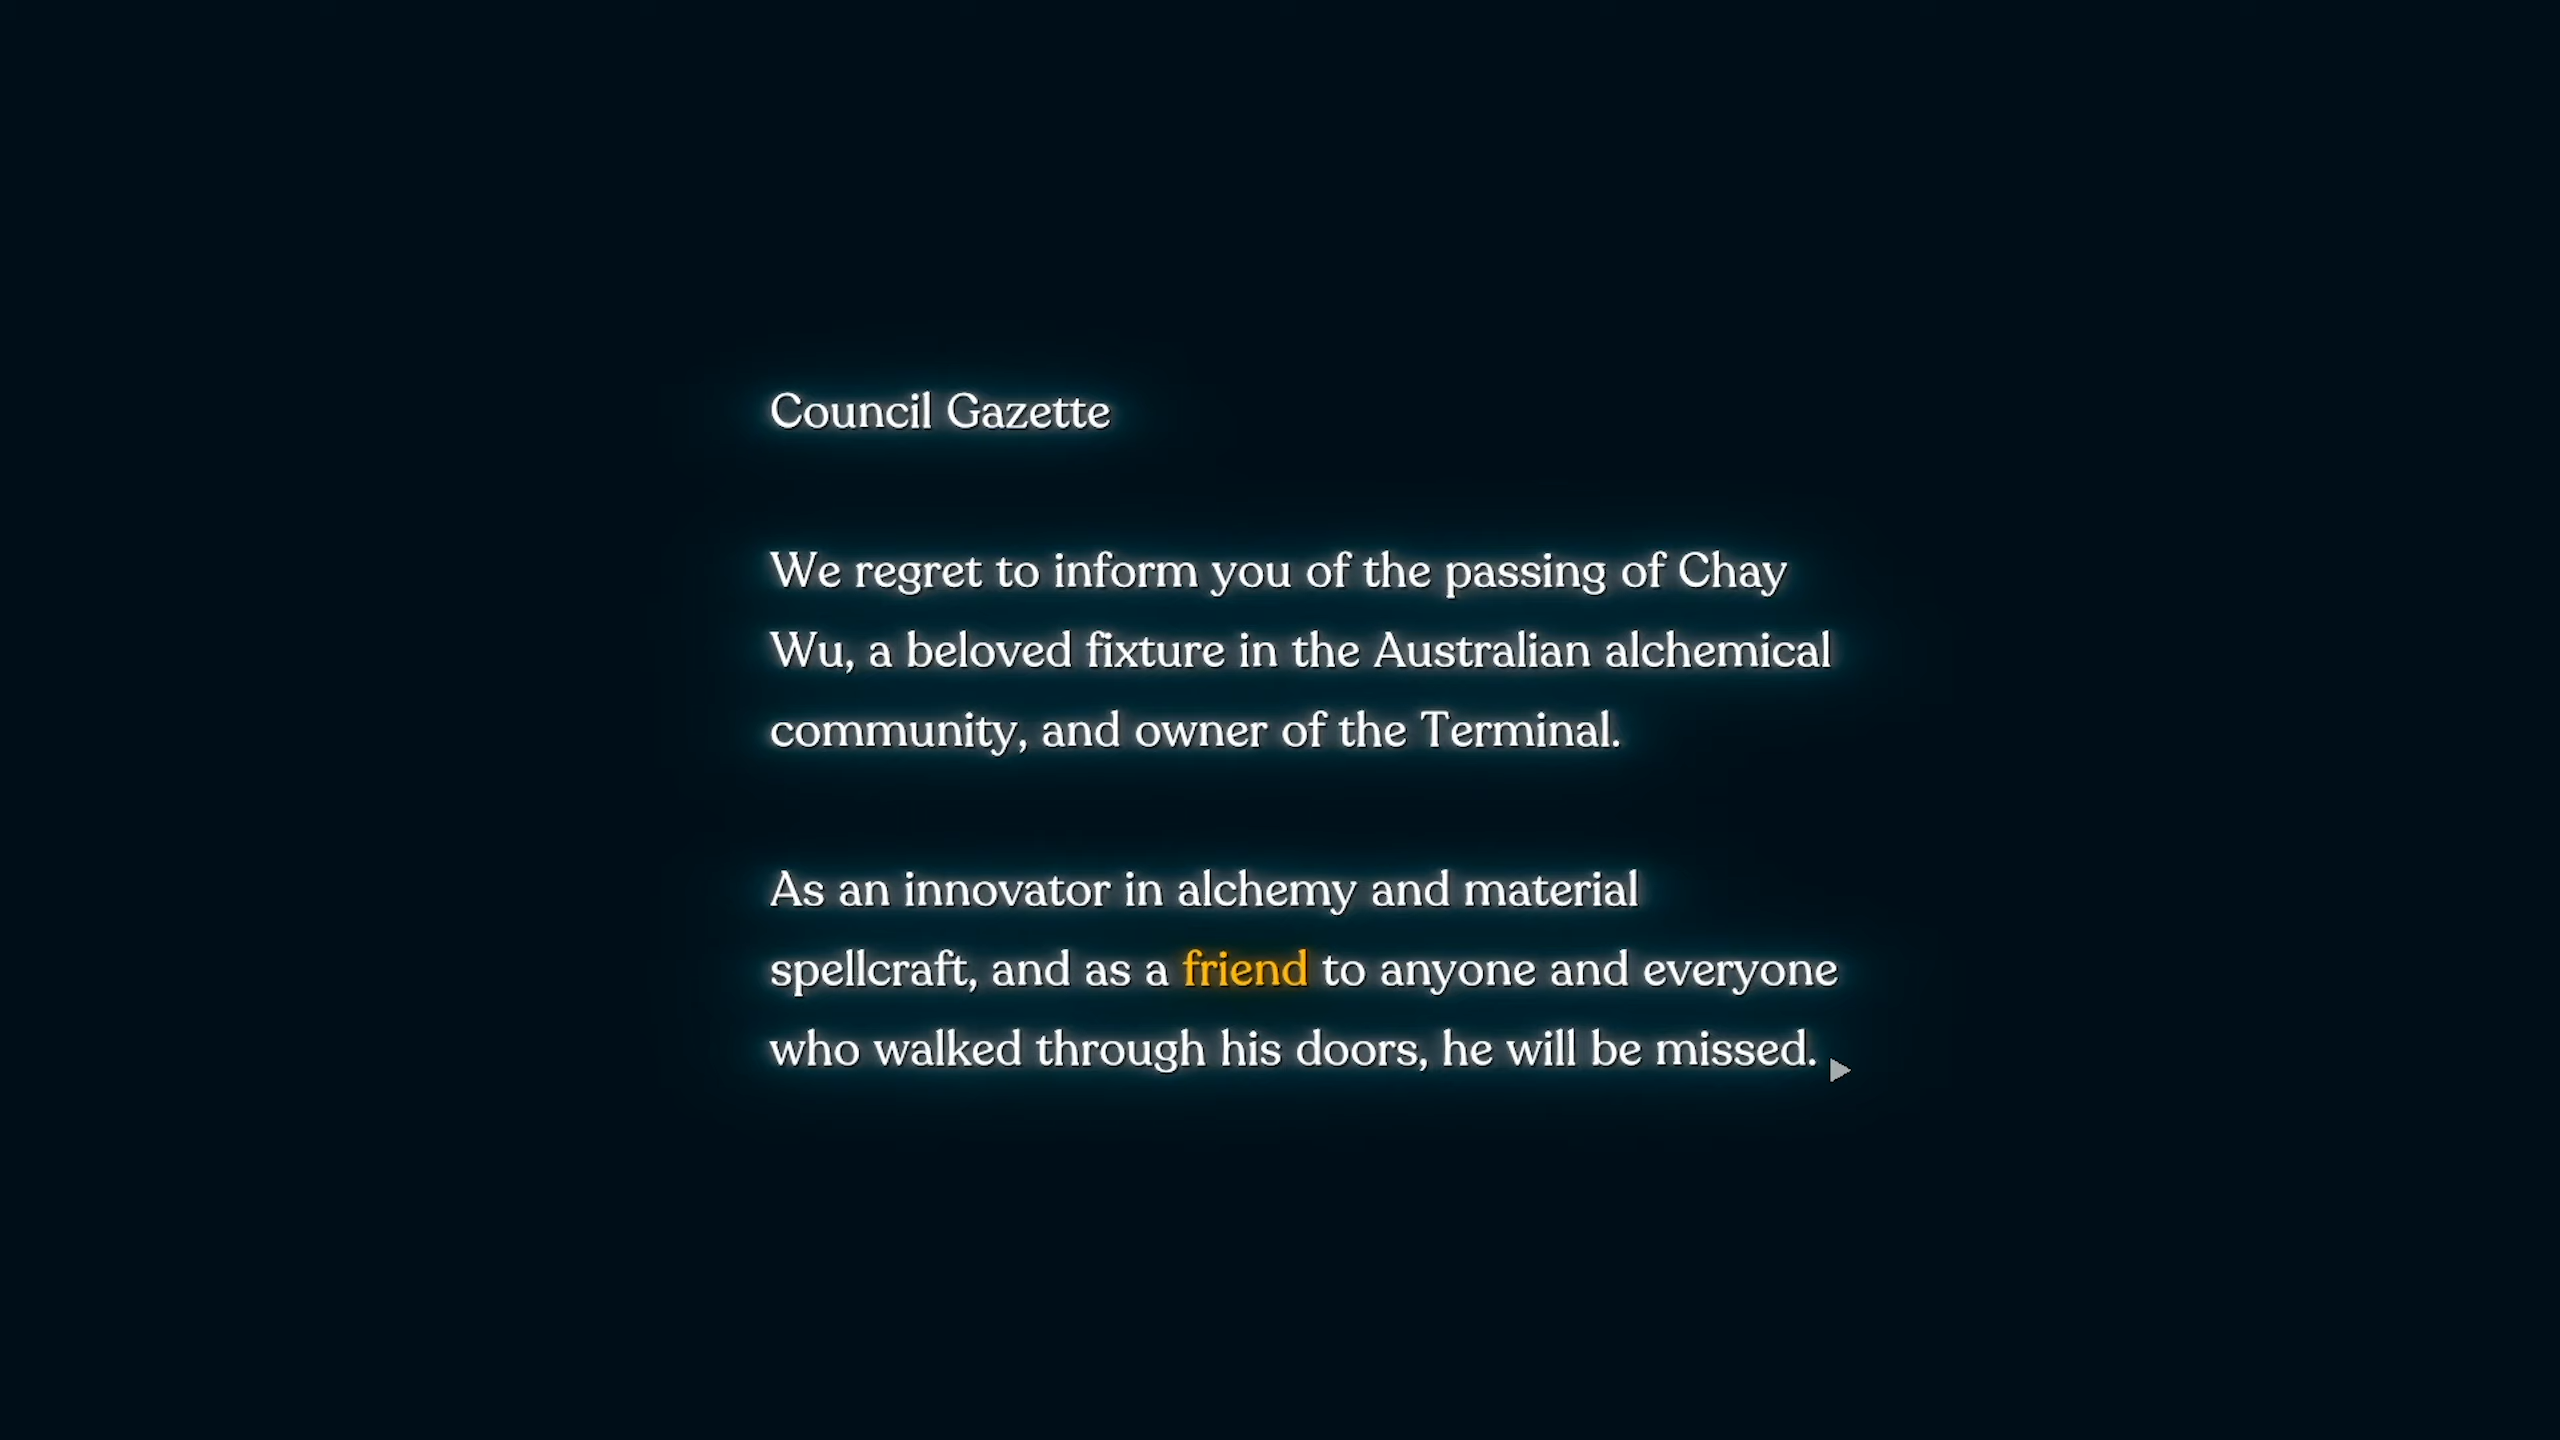 Council Gazette
We regret to inform you of the passing of Chay
Wu, a beloved fixture in the Australian alchemical
community, and owner of the Terminal.
As an innovator in alchemy and material
spellcraft, and as a friend to anyone and everyone
who walked through his doors, he will be missed.